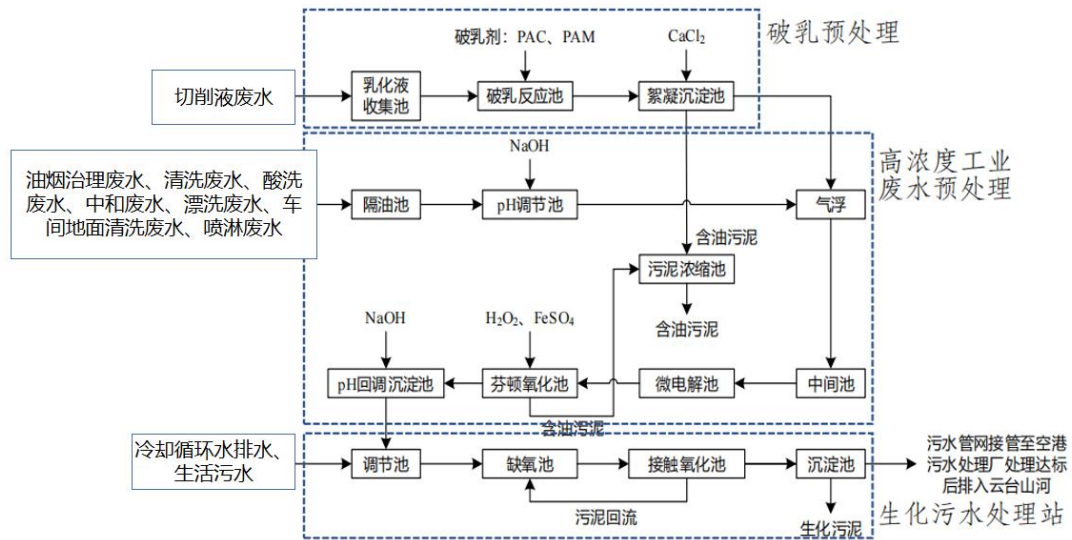 破乳预处理
破乳剂：PAC、PAM
CaCl₂
切削液废水
乳化液
收集池
破乳反应池
絮凝沉淀池
高浓度工业
废水预处理
油烟治理废水、清洗废水、酸洗
废水、中和废水、漂洗废水、车
间地面清洗废水、喷淋废水
NaOH
隔油池
pH调节池
气浮
含油污泥
污泥浓缩池
含油污泥
NaOH
H₂O₂、FeSO₄
pH回调沉淀池
芬顿氧化池
微电解池
中间池
含油污泥
冷却循环水排水、
生活污水
调节池
缺氧池
接触氧化池
沉淀池
污水管网接管至空港
污水处理厂处理达标
后排入云台山河
污泥回流
生化污泥
生化污水处理站